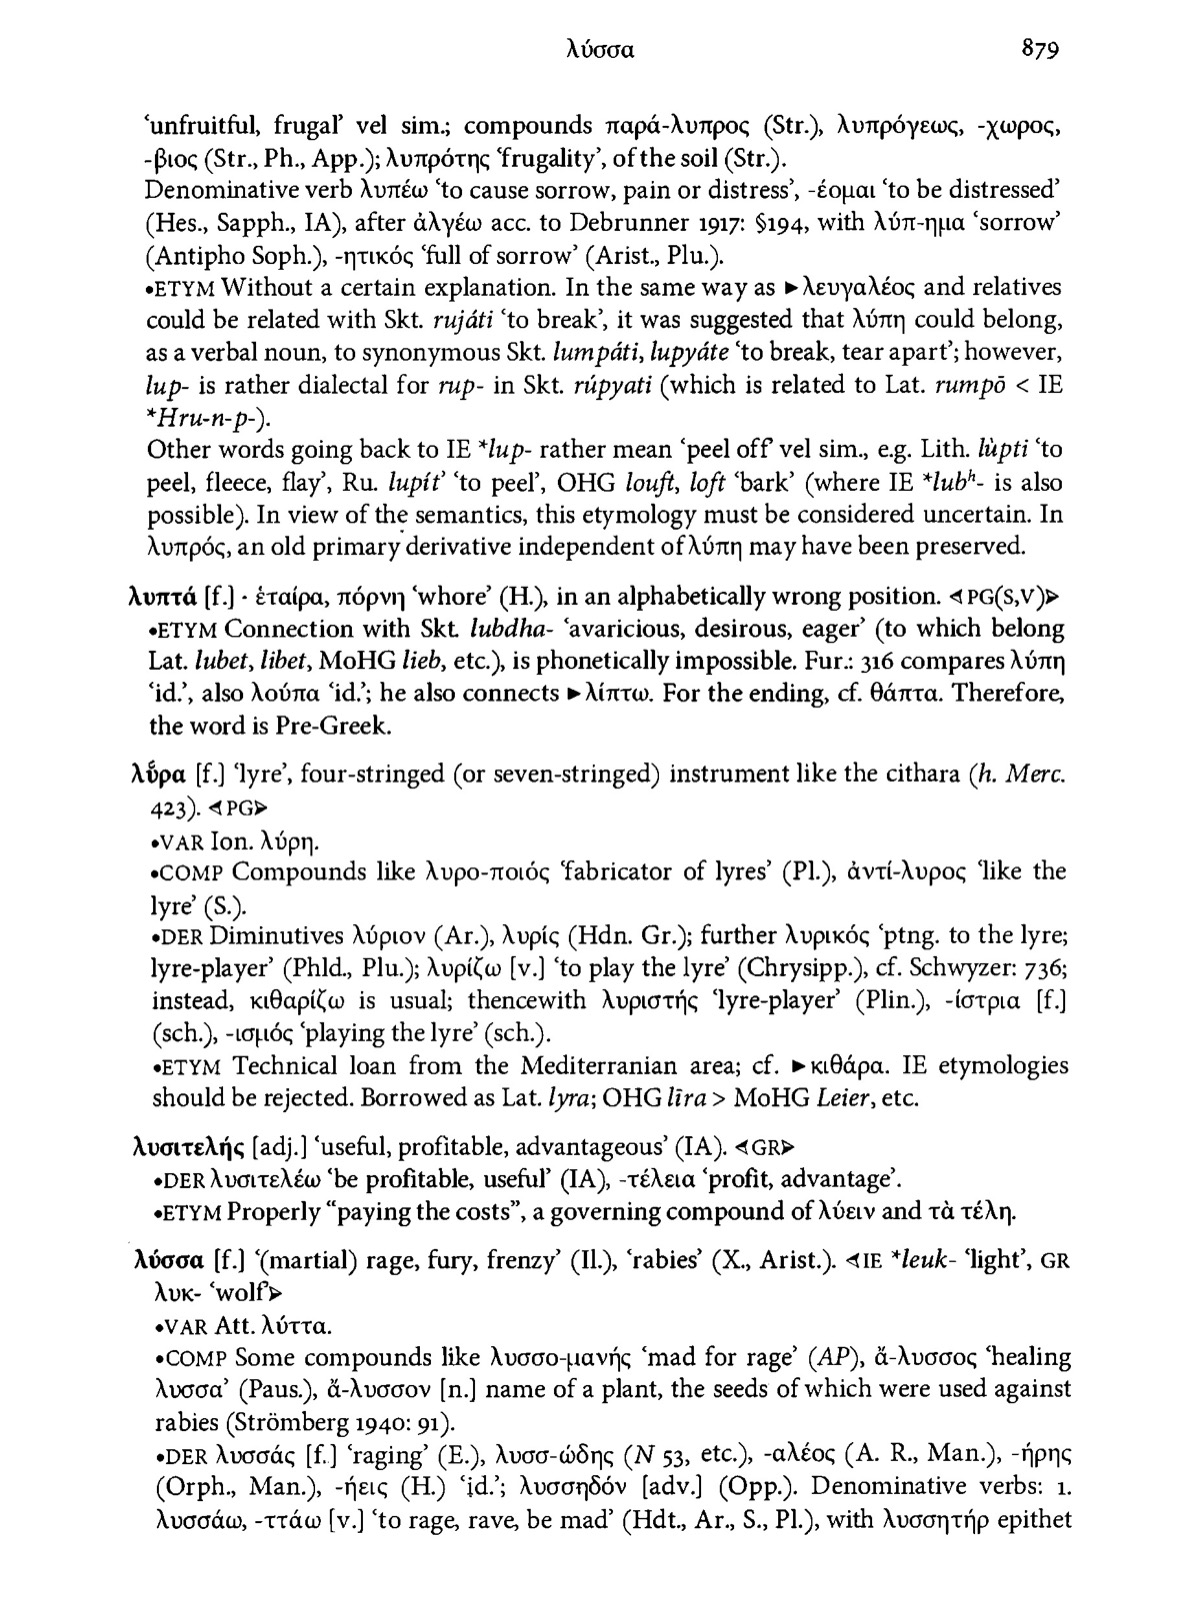 λύσσα 879
‘unfruitful, frugal’ vel sim.; compounds παρά-λυπρος (Str.), λυπρόγεως, -χωρος,
-βιος (Str., Ph., App.); λυπρότης ‘frugality’, of the soil (Str.).
Denominative verb λυπέω ‘to cause sorrow, pain or distress’, -έομαι ‘to be distressed’
(Hes., Sapph., IA), after ἀλγέω acc. to Debrunner 1917: §194, with λύπ-ημα ‘sorrow’
(Antipho Soph.), -ητικός ‘full of sorrow’ (Arist., Plu.).
•ETYM Without a certain explanation. In the same way as ►λευγαλέος and relatives
could be related with Skt. rujáti ‘to break’, it was suggested that λύπη could belong,
as a verbal noun, to synonymous Skt. lumpáti, lupyáte ‘to break, tear apart’; however,
lup- is rather dialectal for rup- in Skt. rúpyati (which is related to Lat. rumpō < IE
*Hru-n-p-).
Other words going back to IE *lup- rather mean ‘peel off’ vel sim., e.g. Lith. lùpti ‘to
peel, fleece, flay’, Ru. lupít’ ‘to peel’, OHG louft, loft ‘bark’ (where IE *lubʰ- is also
possible). In view of the semantics, this etymology must be considered uncertain. In
λυπρός, an old primary derivative independent of λύπη may have been preserved.
λυπτά [f.] · ἑταίρα, πόρνη ‘whore’ (H.), in an alphabetically wrong position. ⊰PG(S,V)⊱
•ETYM Connection with Skt. lubdha- ‘avaricious, desirous, eager’ (to which belong
Lat. lubet, libet, MoHG lieb, etc.), is phonetically impossible. Fur.: 316 compares λύπη
‘id.’, also λούπα ‘id.’; he also connects ►λίπτω. For the ending, cf. θάπτα. Therefore,
the word is Pre-Greek.
λύ̆ρα [f.] ‘lyre’, four-stringed (or seven-stringed) instrument like the cithara (h. Merc.
423). ⊰PG⊱
•VAR Ion. λύρη.
•COMP Compounds like λυρο-ποιός ‘fabricator of lyres’ (Pl.), ἀντί-λυρος ‘like the
lyre’ (S.).
•DER Diminutives λύριον (Ar.), λυρίς (Hdn. Gr.); further λυρικός ‘ptng. to the lyre;
lyre-player’ (Phld., Plu.); λυρίζω [v.] ‘to play the lyre’ (Chrysipp.), cf. Schwyzer: 736;
instead, κιθαρίζω is usual; thencewith λυριστής ‘lyre-player’ (Plin.), -ίστρια [f.]
(sch.), -ισμός ‘playing the lyre’ (sch.).
•ETYM Technical loan from the Mediterranian area; cf. ►κιθάρα. IE etymologies
should be rejected. Borrowed as Lat. lyra; OHG līra > MoHG Leier, etc.
λυσιτελής [adj.] ‘useful, profitable, advantageous’ (IA). ⊰GR⊱
•DER λυσιτελέω ‘be profitable, useful’ (IA), -τέλεια ‘profit, advantage’.
•ETYM Properly “paying the costs”, a governing compound of λύειν and τὰ τέλη.
λύσσα [f.] ‘(martial) rage, fury, frenzy’ (Il.), ‘rabies’ (X., Arist.). ⊰IE *leuk- ‘light’, GR
λυκ- ‘wolf’⊱
•VAR Att. λύττα.
•COMP Some compounds like λυσσο-μανής ‘mad for rage’ (AP), ἄ-λυσσος ‘healing
λυσσα’ (Paus.), ἄ-λυσσον [n.] name of a plant, the seeds of which were used against
rabies (Strömberg 1940: 91).
•DER λυσσάς [f.] ‘raging’ (E.), λυσσ-ώδης (N 53, etc.), -αλέος (A. R., Man.), -ήρης
(Orph., Man.), -ήεις (H.) ‘id.’; λυσσηδόν [adv.] (Opp.). Denominative verbs: 1.
λυσσάω, -ττάω [v.] ‘to rage, rave, be mad’ (Hdt., Ar., S., Pl.), with λυσσητήρ epithet